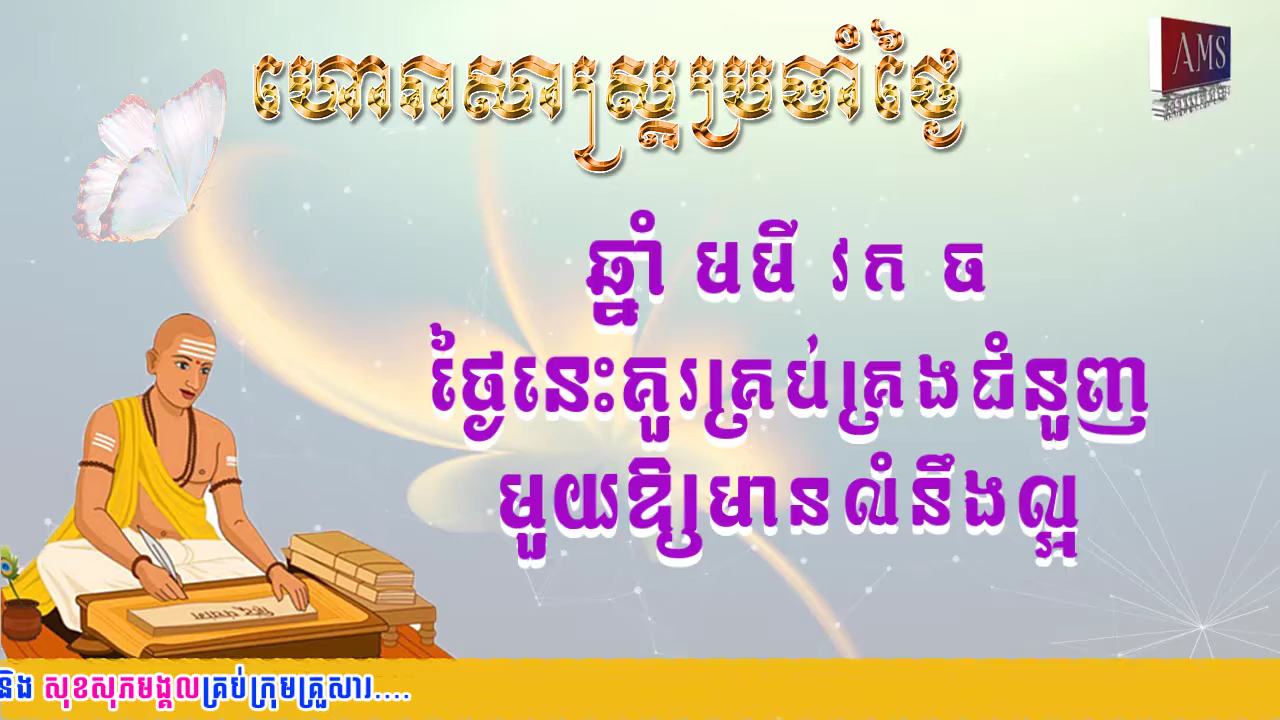 ហោរាសាស្ត្រប្រចាំថ្ងៃ
AMS
ឆ្នាំ មមី វក ច
ថ្ងៃនេះគួរគ្រប់គ្រងជំនួញ
មួយឱ្យមានលំនឹងល្អ
និង សុខសុភមង្គលគ្រប់ក្រុមគ្រួសារ....